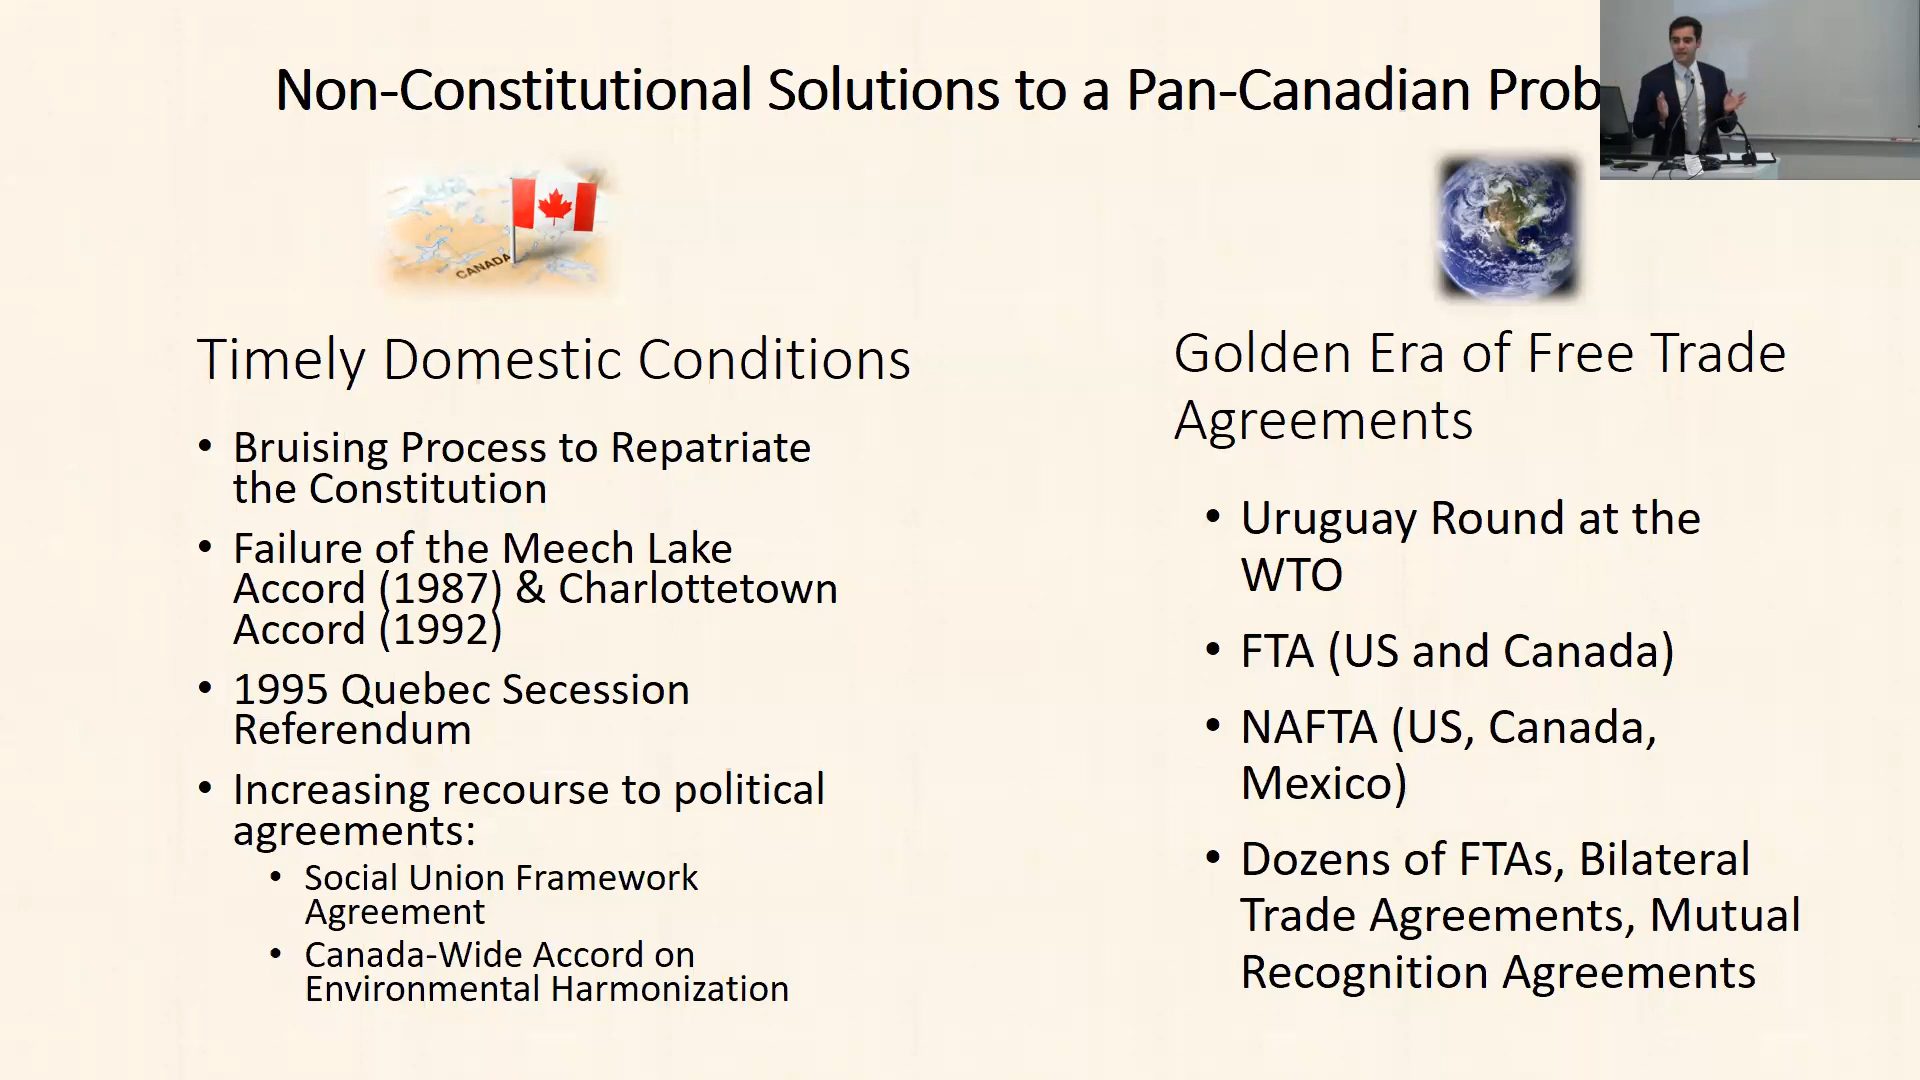 Non-Constitutional Solutions to a Pan-Canadian Prob
CANADA
Timely Domestic Conditions
• Bruising Process to Repatriate
the Constitution
• Failure of the Meech Lake
Accord (1987) & Charlottetown
Accord (1992)
• 1995 Quebec Secession
Referendum
• Increasing recourse to political
agreements:
• Social Union Framework
Agreement
• Canada-Wide Accord on
Environmental Harmonization
Golden Era of Free Trade
Agreements
• Uruguay Round at the
WTO
• FTA (US and Canada)
• NAFTA (US, Canada,
Mexico)
• Dozens of FTAs, Bilateral
Trade Agreements, Mutual
Recognition Agreements